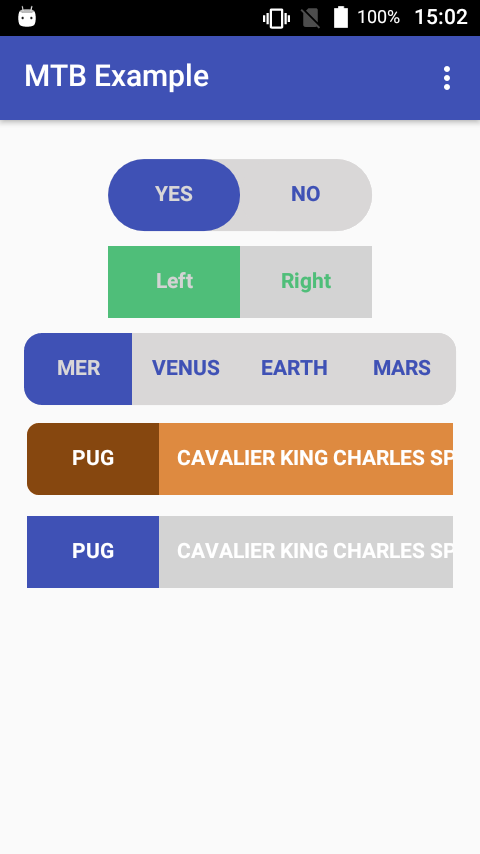 100% 15:02
MTB Example
YES NO
Left Right
MER VENUS EARTH MARS
PUG CAVALIER KING CHARLES SP
PUG CAVALIER KING CHARLES SP